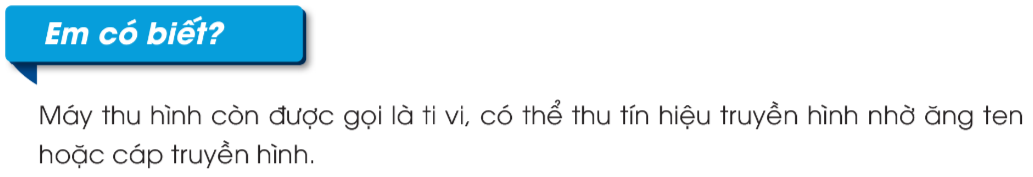 Em có biết?
Máy thu hình còn được gọi là ti vi, có thể thu tín hiệu truyền hình nhờ ăng ten
hoặc cáp truyền hình.